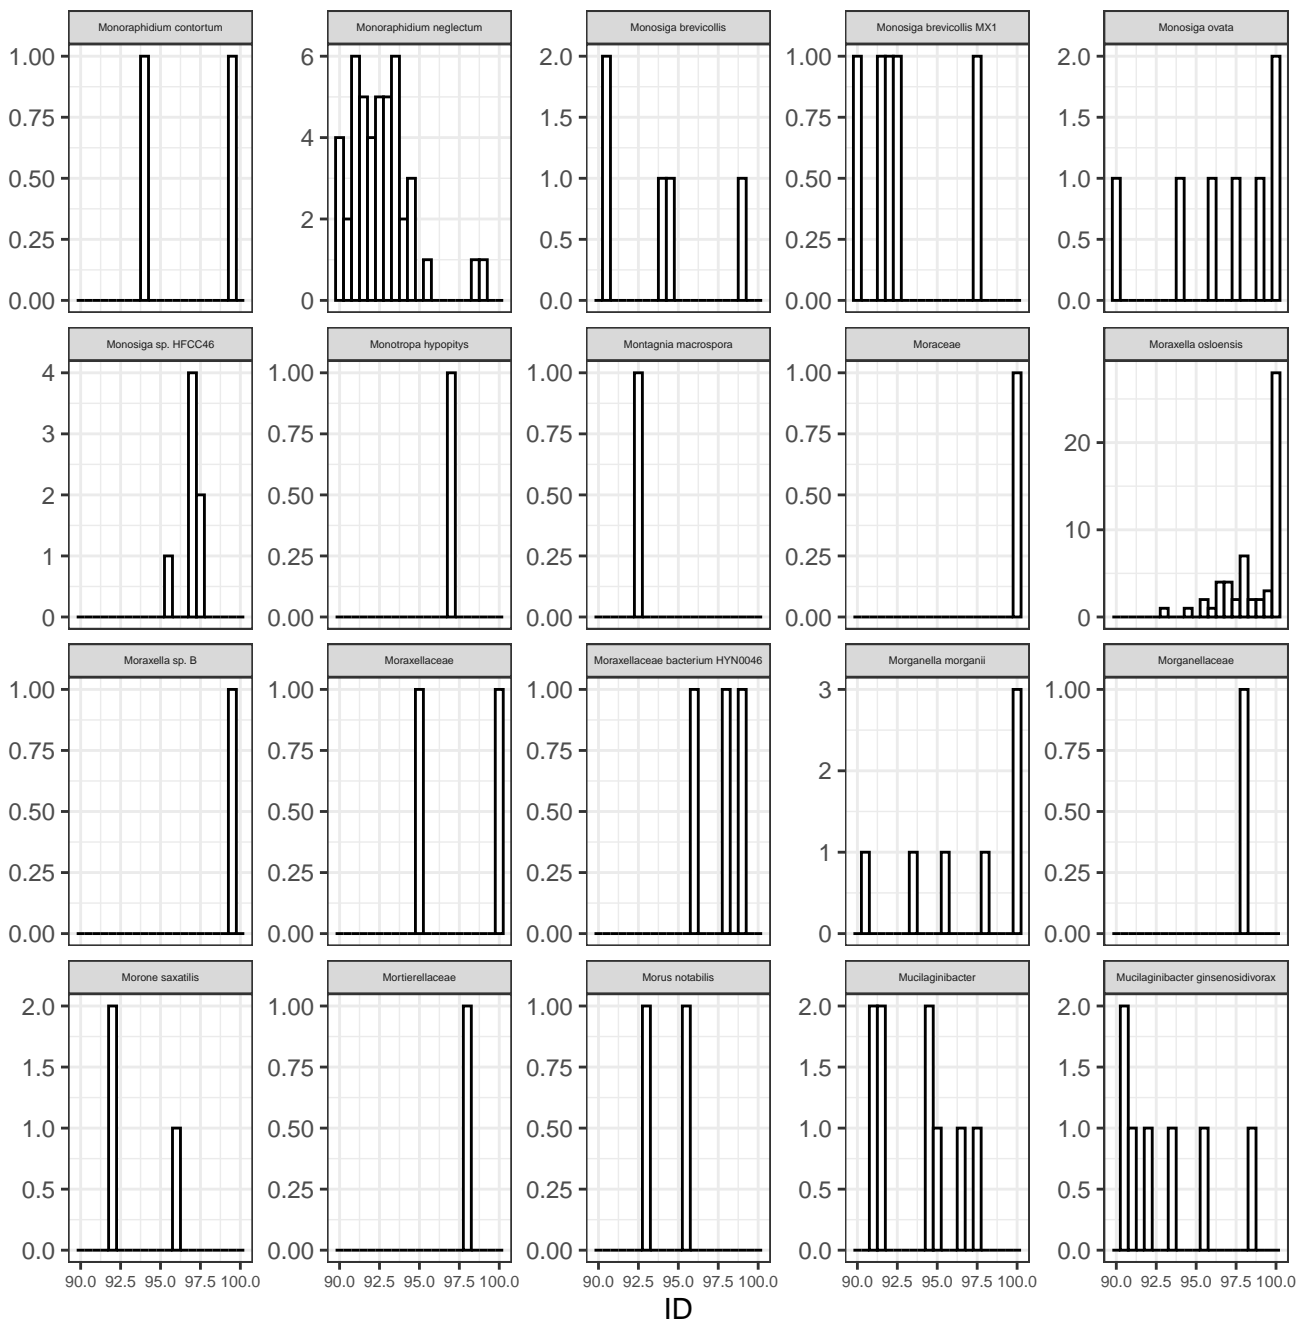 Monoraphidium contortum Monoraphidium neglectum Monosiga brevicollis Monosiga brevicollis MX1 Monosiga ovata
1.00 6 2.0 1.00 2.0
0.75 1.5 0.75 1.5
4
0.50 1.0 0.50 1.0
2
0.25 0.5 0.25 0.5
0.00 0 0.0 0.00 0.0
Monosiga sp. HFCC46 Monotropa hypopitys Montagnia macrospora Moraceae Moraxella osloensis
4 1.00 1.00 1.00
3 0.75 0.75 0.75
20
2 0.50 0.50 0.50
10
1 0.25 0.25 0.25
0 0.00 0.00 0.00 0
Moraxella sp. B Moraxellaceae Moraxellaceae bacterium HYN0046 Morganella morganii Morganellaceae
1.00 1.00 1.00 3 1.00
0.75 0.75 0.75 0.75
2
0.50 0.50 0.50 0.50
1
0.25 0.25 0.25 0.25
0.00 0.00 0.00 0 0.00
Morone saxatilis Mortierellaceae Morus notabilis Mucilaginibacter Mucilaginibacter ginsenosidivorax
2.0 1.00 1.00 2.0 2.0
1.5 0.75 0.75 1.5 1.5
1.0 0.50 0.50 1.0 1.0
0.5 0.25 0.25 0.5 0.5
0.0 0.00 0.00 0.0 0.0
90.0 92.5 95.0 97.5 100.0 90.0 92.5 95.0 97.5 100.0 90.0 92.5 95.0 97.5 100.0 90.0 92.5 95.0 97.5 100.0 90.0 92.5 95.0 97.5 100.0
ID